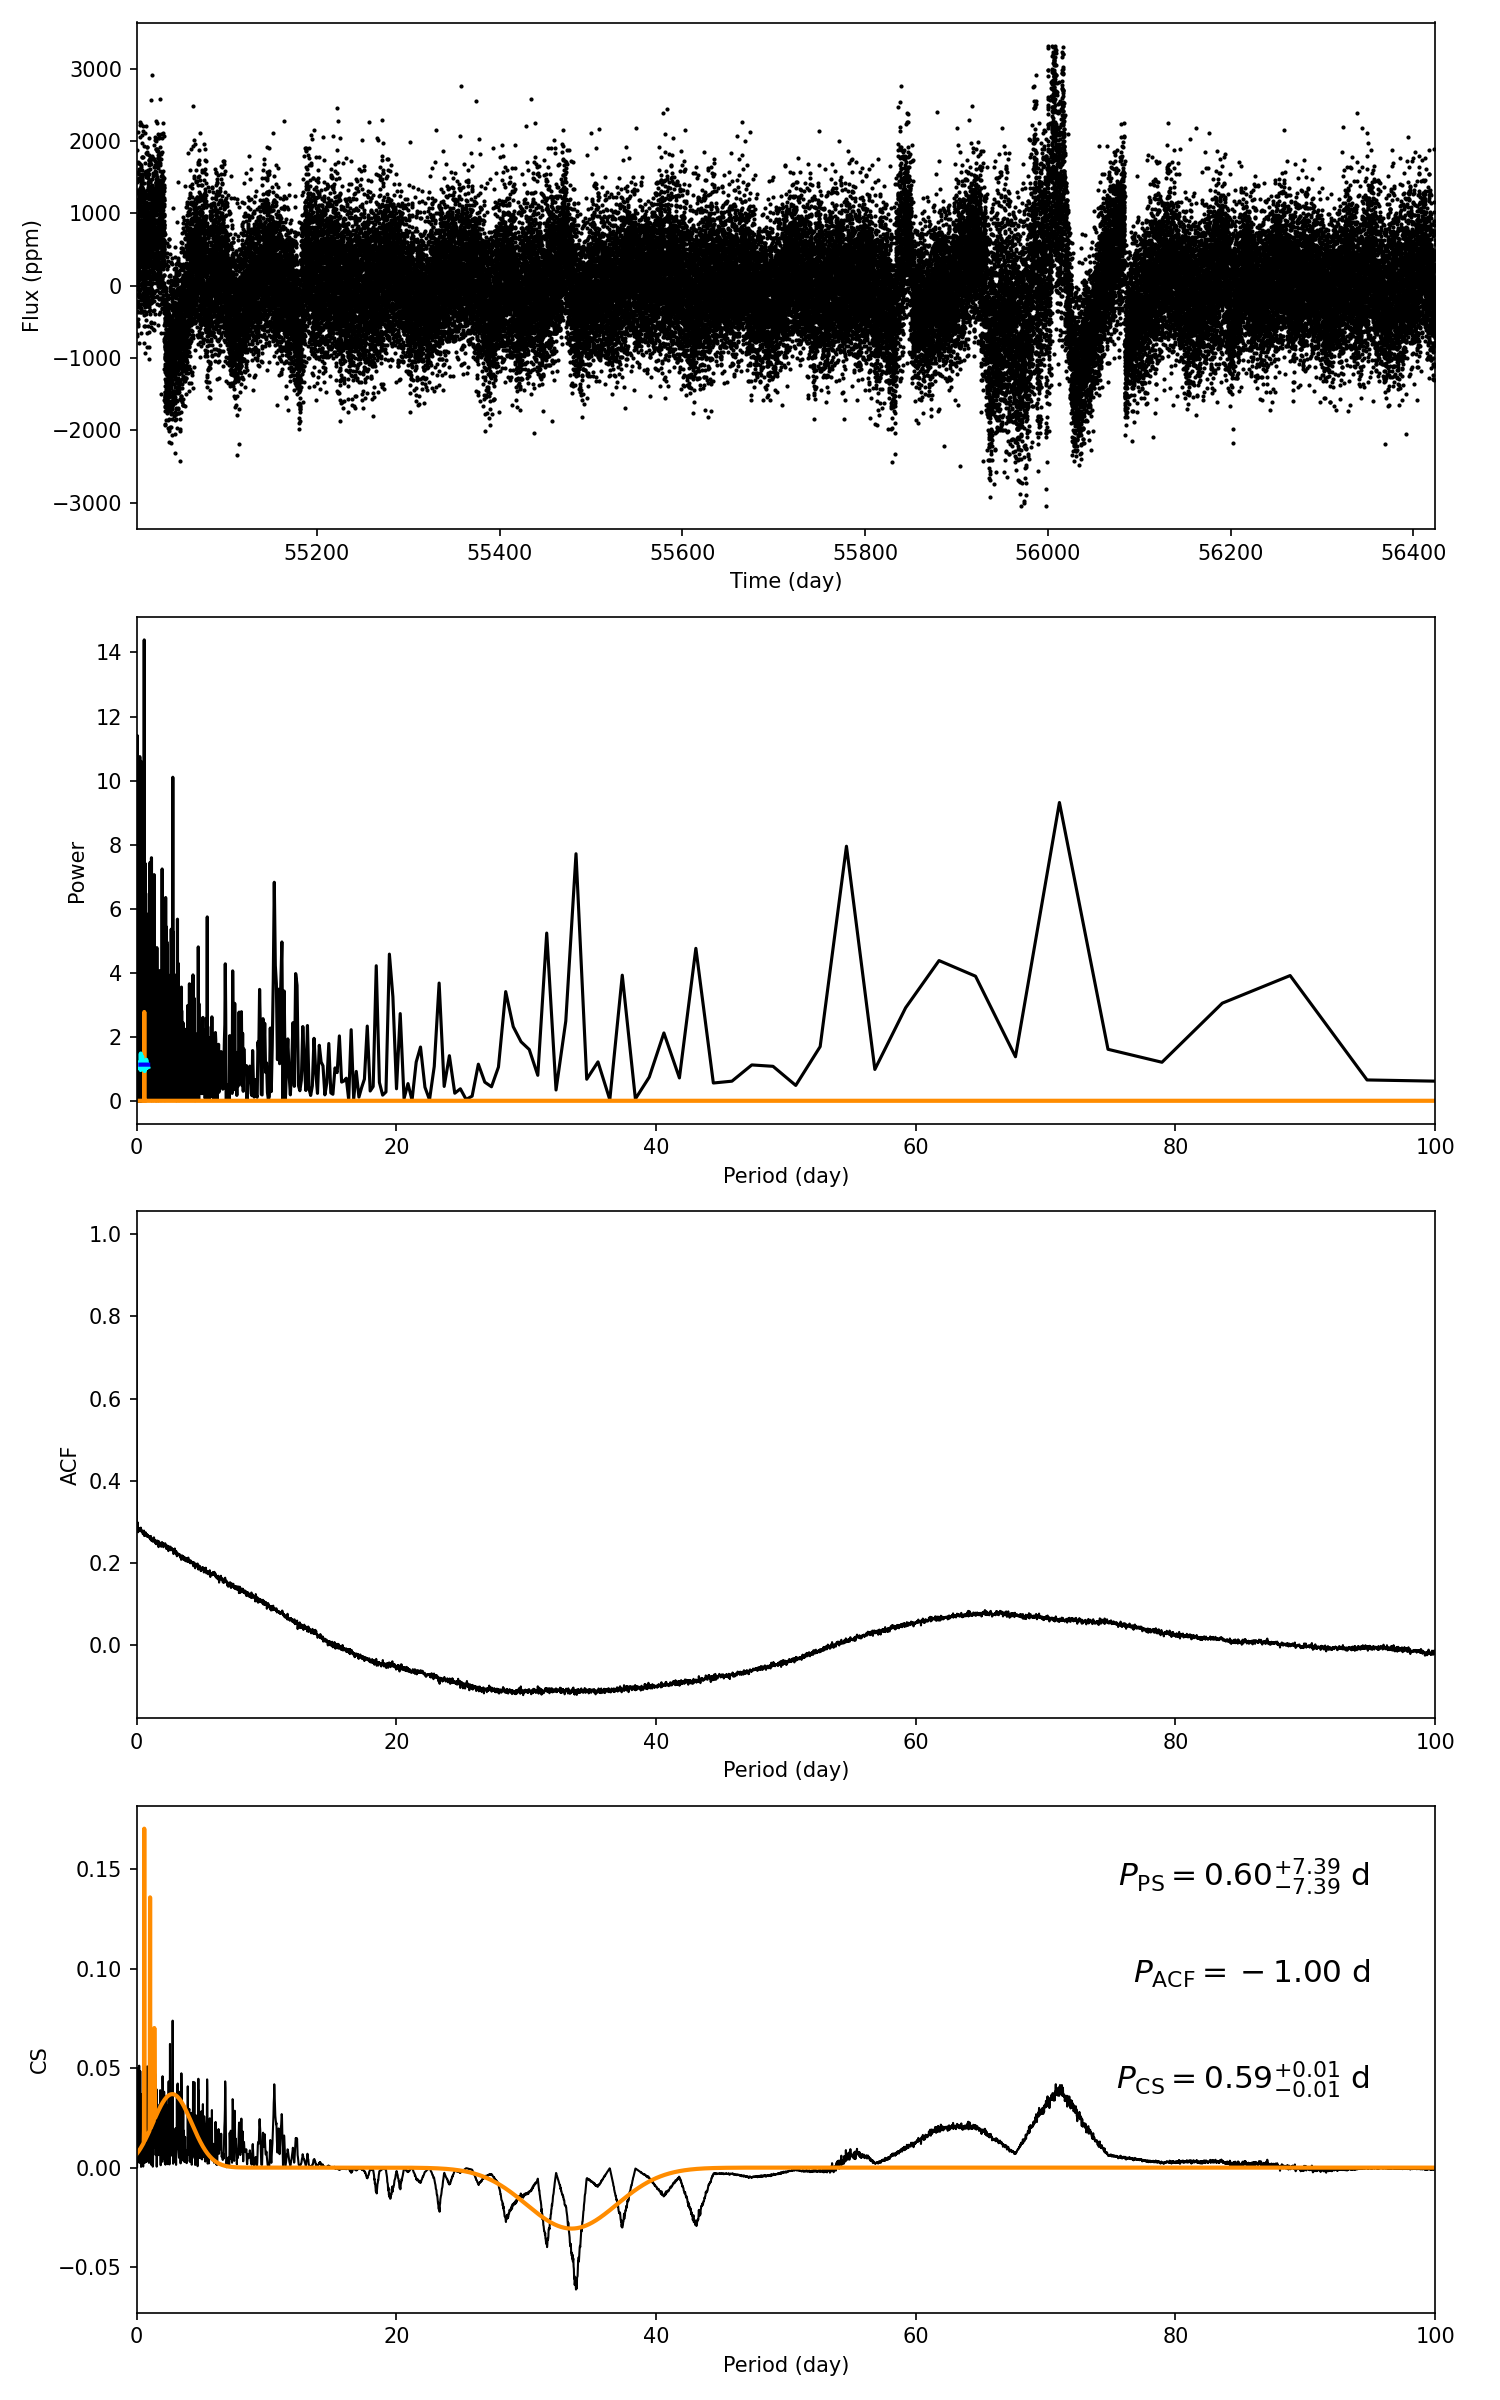 3000
2000
1000
0
−1000
−2000
−3000
Flux (ppm)
55200 55400 55600 55800 56000 56200 56400
Time (day)
14
12
10
8
6
4
2
0
Power
0 20 40 60 80 100
Period (day)
1.0
0.8
0.6
0.4
0.2
0.0
ACF
0 20 40 60 80 100
Period (day)
0.15
0.10
0.05
0.00
−0.05
CS
P_PS = 0.60 +7.39 −7.39 d
P_ACF = −1.00 d
P_CS = 0.59 +0.01 −0.01 d
0 20 40 60 80 100
Period (day)